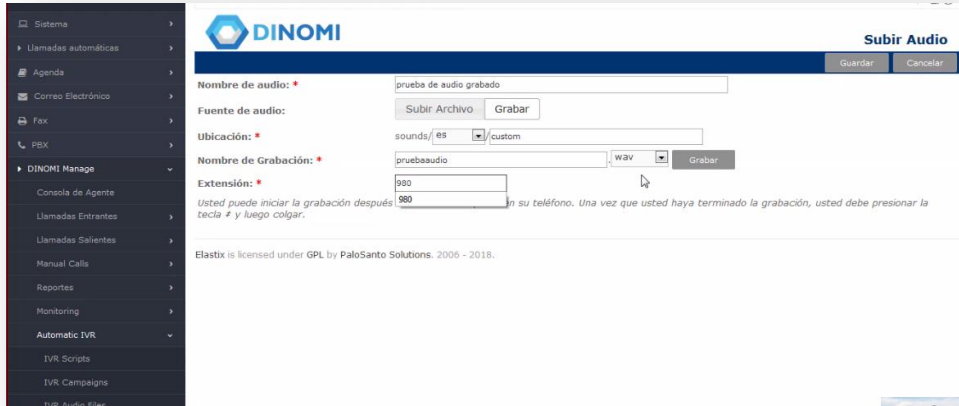 Sistema
Llamadas automáticas
Agenda
Correo Electrónico
Fax
PBX
DINOMI Manage
Consola de Agente
Llamadas Entrantes
Llamadas Salientes
Manual Calls
Reportes
Monitoring
Automatic IVR
IVR Scripts
IVR Campaigns
IVR Audio Files
DINOMI
Subir Audio
Guardar Cancelar
Nombre de audio: * prueba de audio grabado
Fuente de audio: Subir Archivo Grabar
Ubicación: * sounds/ es / custom
Nombre de Grabación: * pruebaaudio . wav Grabar
Extensión: * 980
980
Usted puede iniciar la grabación después n su teléfono. Una vez que usted haya terminado la grabación, usted debe presionar la
tecla # y luego colgar.
Elastix is licensed under GPL by PaloSanto Solutions. 2006 - 2018.